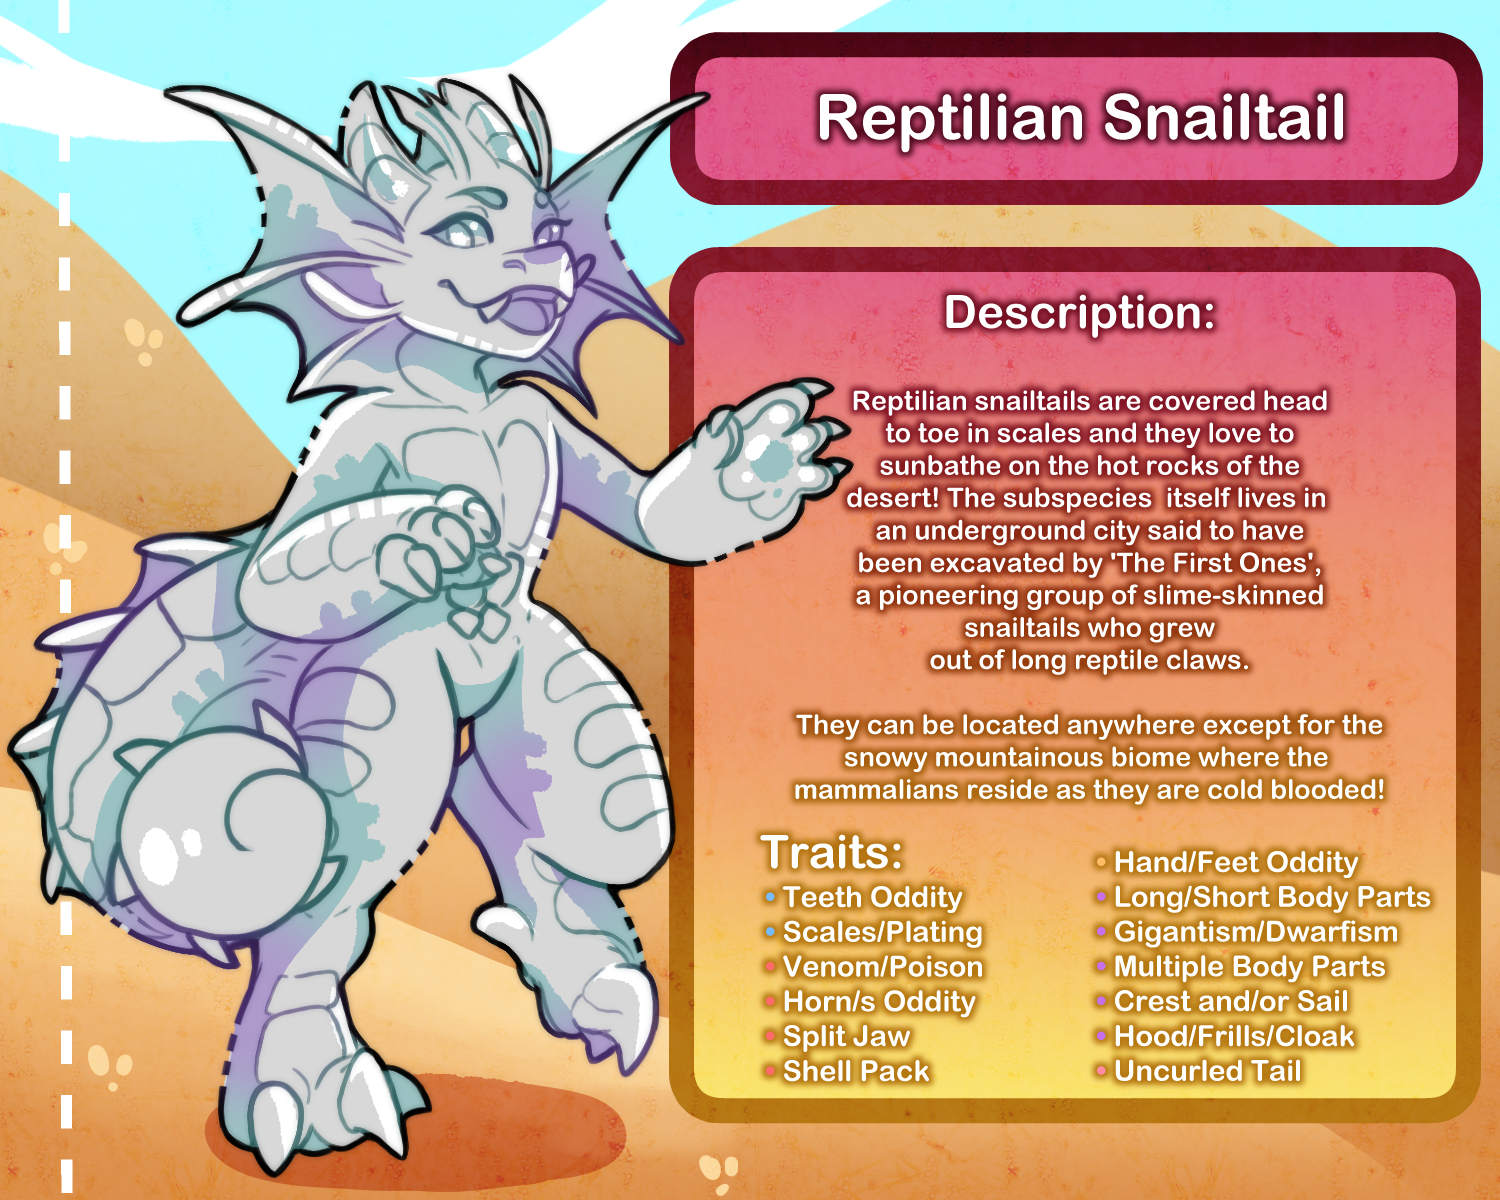 Reptilian Snailtail
Description:
Reptilian snailtails are covered head
to toe in scales and they love to
sunbathe on the hot rocks of the
desert! The subspecies itself lives in
an underground city said to have
been excavated by 'The First Ones',
a pioneering group of slime-skinned
snailtails who grew
out of long reptile claws.
They can be located anywhere except for the
snowy mountainous biome where the
mammalians reside as they are cold blooded!
Traits:
• Teeth Oddity
• Scales/Plating
• Venom/Poison
• Horn/s Oddity
• Split Jaw
• Shell Pack
• Hand/Feet Oddity
• Long/Short Body Parts
• Gigantism/Dwarfism
• Multiple Body Parts
• Crest and/or Sail
• Hood/Frills/Cloak
• Uncurled Tail